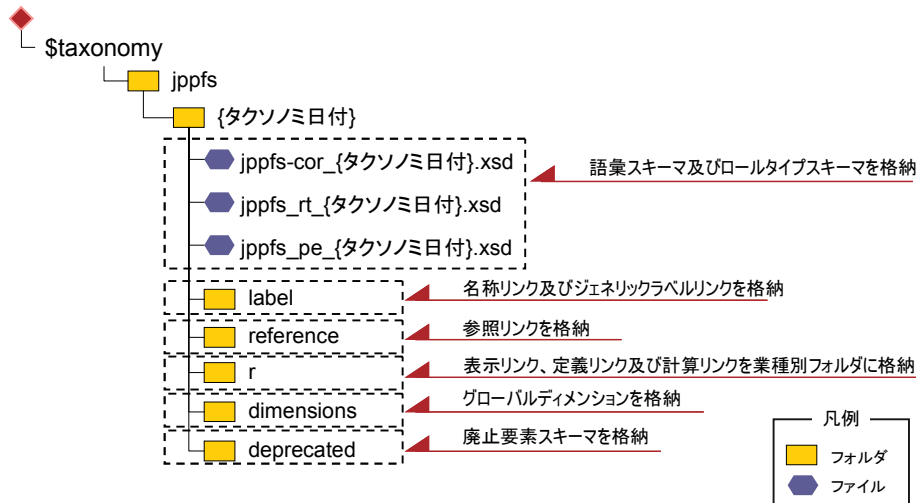 $taxonomy
jppfs
{タクソノミ日付}
jppfs-cor_{タクソノミ日付}.xsd
語彙スキーマ及びロールタイプスキーマを格納
jppfs_rt_{タクソノミ日付}.xsd
jppfs_pe_{タクソノミ日付}.xsd
label
名称リンク及びジェネリックラベルリンクを格納
reference
参照リンクを格納
r
表示リンク、定義リンク及び計算リンクを業種別フォルダに格納
dimensions
グローバルディメンションを格納
deprecated
廃止要素スキーマを格納
凡例
フォルダ
ファイル